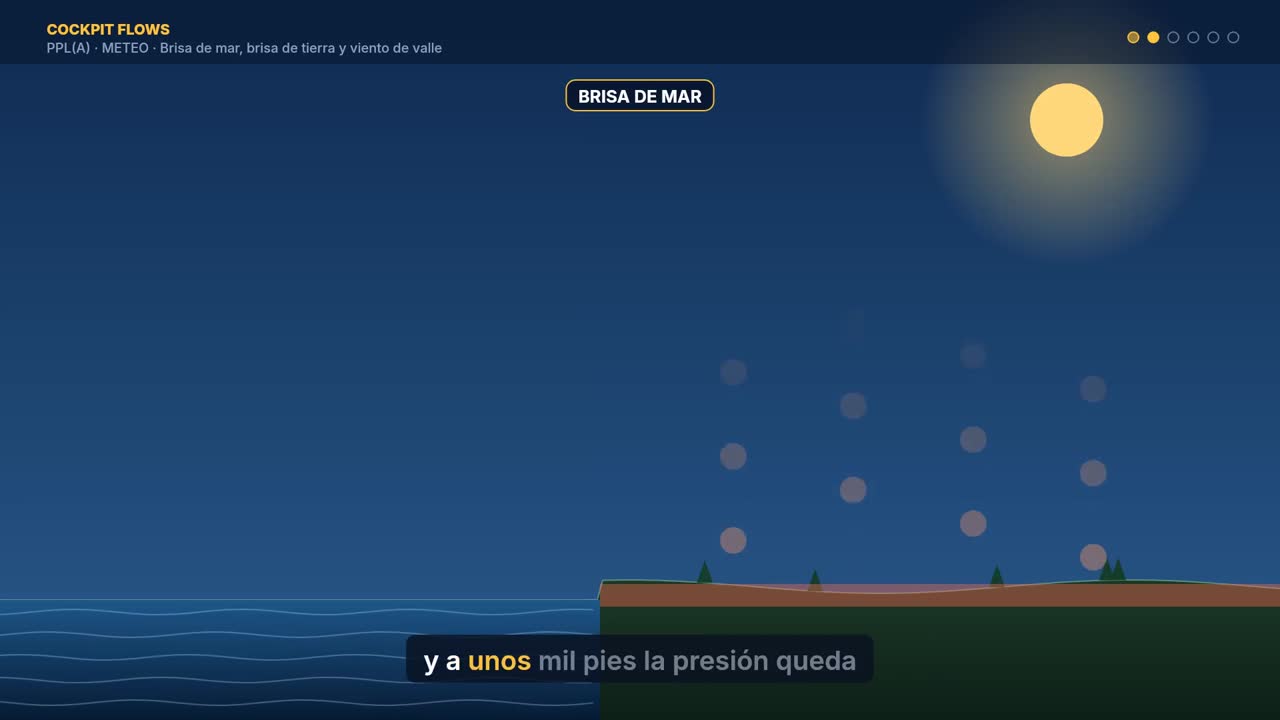 COCKPIT FLOWS
PPL(A) · METEO · Brisa de mar, brisa de tierra y viento de valle
BRISA DE MAR
y a unos mil pies la presión queda